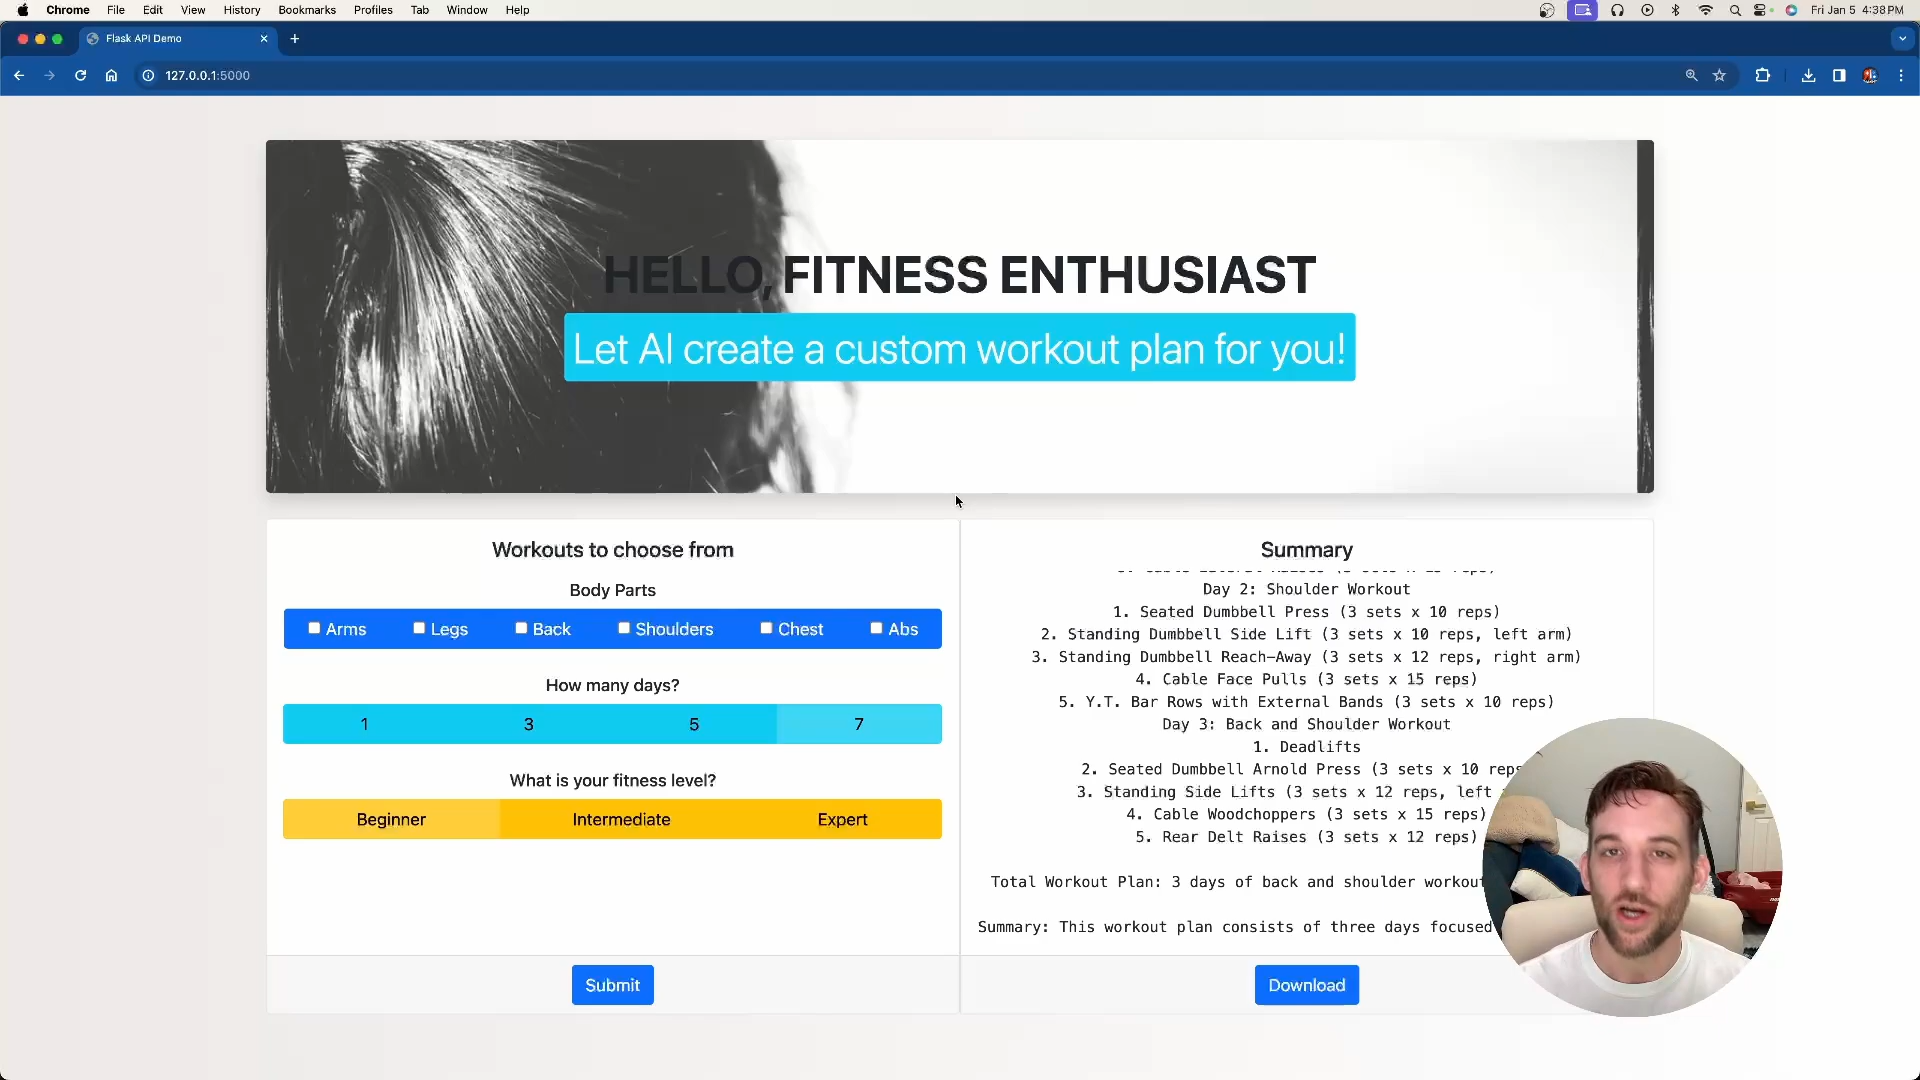 Chrome File Edit View History Bookmarks Profiles Tab Window Help Fri Jan 5 4:38 PM
Flask API Demo
127.0.0.1:5000
HELLO, FITNESS ENTHUSIAST
Let AI create a custom workout plan for you!
Workouts to choose from
Body Parts
Arms Legs Back Shoulders Chest Abs
How many days?
1 3 5 7
What is your fitness level?
Beginner Intermediate Expert
Submit
Summary
Day 2: Shoulder Workout
1. Seated Dumbbell Press (3 sets x 10 reps)
2. Standing Dumbbell Side Lift (3 sets x 10 reps, left arm)
3. Standing Dumbbell Reach-Away (3 sets x 12 reps, right arm)
4. Cable Face Pulls (3 sets x 15 reps)
5. Y.T. Bar Rows with External Bands (3 sets x 10 reps)
Day 3: Back and Shoulder Workout
1. Deadlifts
2. Seated Dumbbell Arnold Press (3 sets x 10 reps
3. Standing Side Lifts (3 sets x 12 reps, left
4. Cable Woodchoppers (3 sets x 15 reps)
5. Rear Delt Raises (3 sets x 12 reps)
Total Workout Plan: 3 days of back and shoulder workout
Summary: This workout plan consists of three days focused
Download